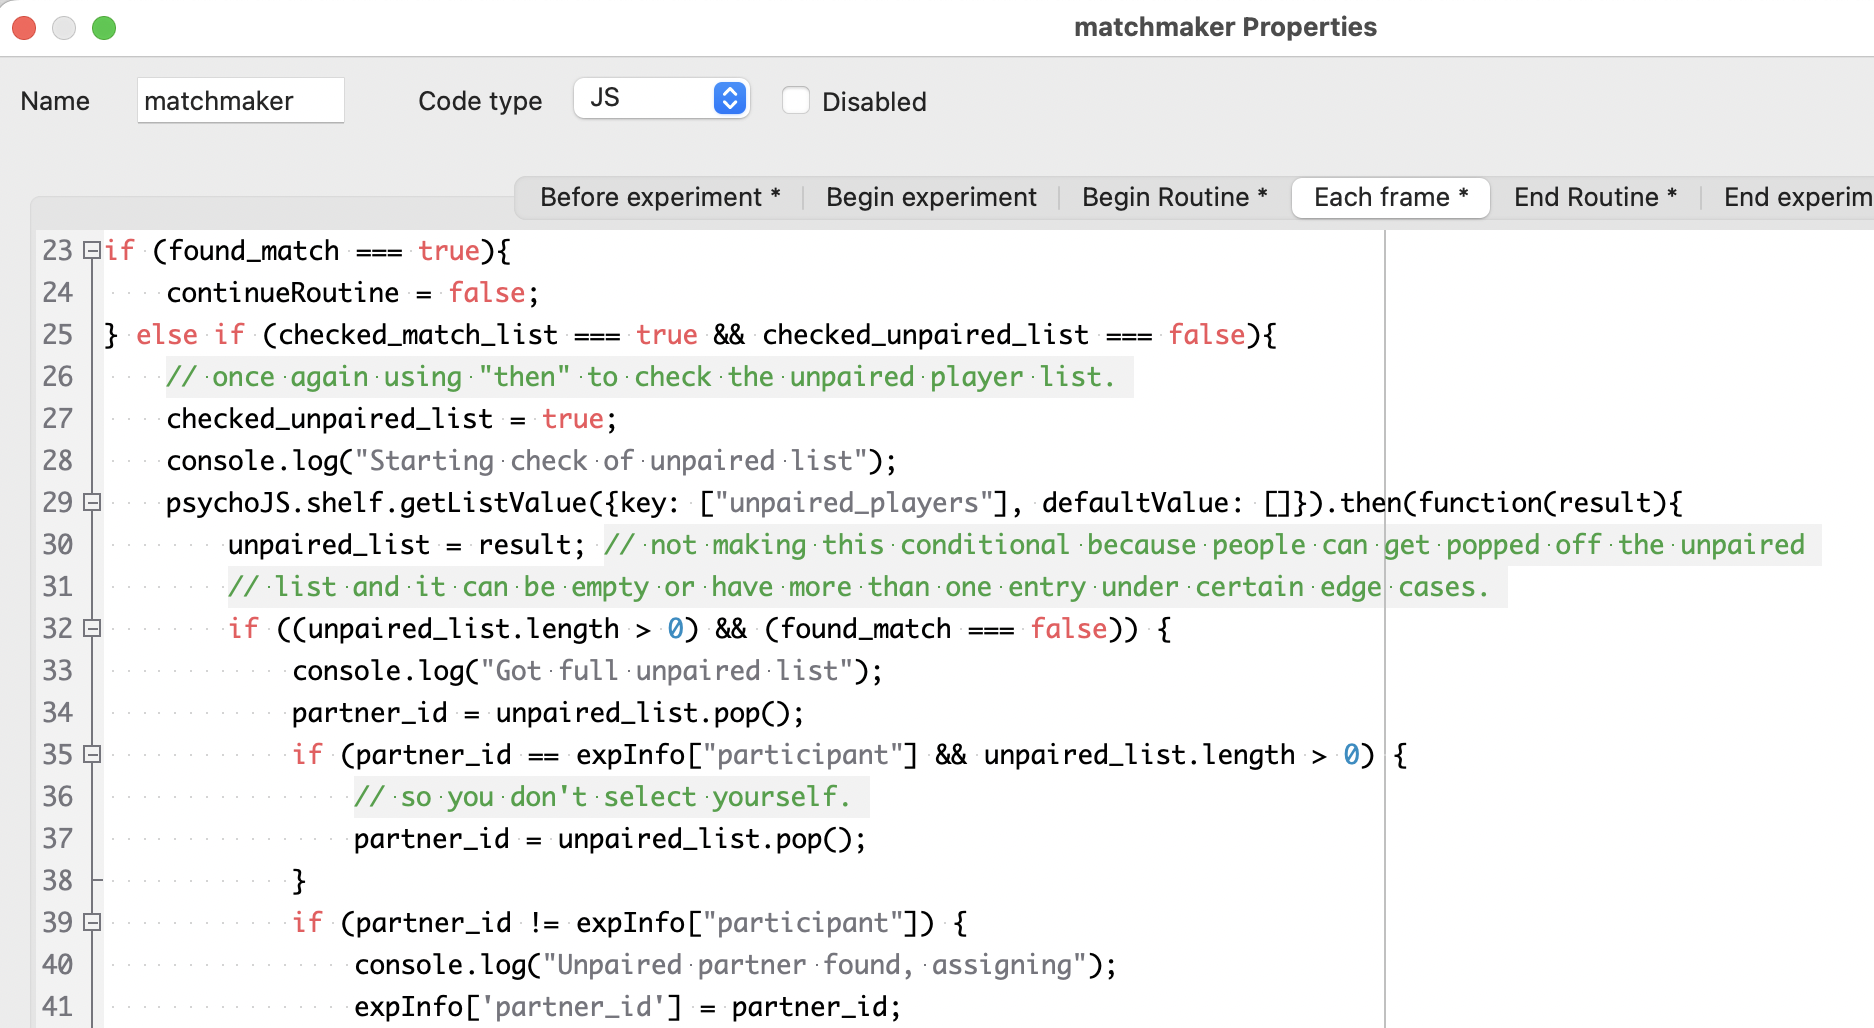 matchmaker Properties
Name matchmaker Code type JS Disabled
Before experiment * Begin experiment Begin Routine * Each frame * End Routine * End experim
23 if (found_match === true){
24 continueRoutine = false;
25 } else if (checked_match_list === true && checked_unpaired_list === false){
26 // once again using "then" to check the unpaired player list.
27 checked_unpaired_list = true;
28 console.log("Starting check of unpaired list");
29 psychoJS.shelf.getListValue({key: ["unpaired_players"], defaultValue: []}).then(function(result){
30 unpaired_list = result; // not making this conditional because people can get popped off the unpaired
31 // list and it can be empty or have more than one entry under certain edge cases.
32 if ((unpaired_list.length > 0) && (found_match === false)) {
33 console.log("Got full unpaired list");
34 partner_id = unpaired_list.pop();
35 if (partner_id == expInfo["participant"] && unpaired_list.length > 0) {
36 // so you don't select yourself.
37 partner_id = unpaired_list.pop();
38 }
39 if (partner_id != expInfo["participant"]) {
40 console.log("Unpaired partner found, assigning");
41 expInfo['partner_id'] = partner_id;